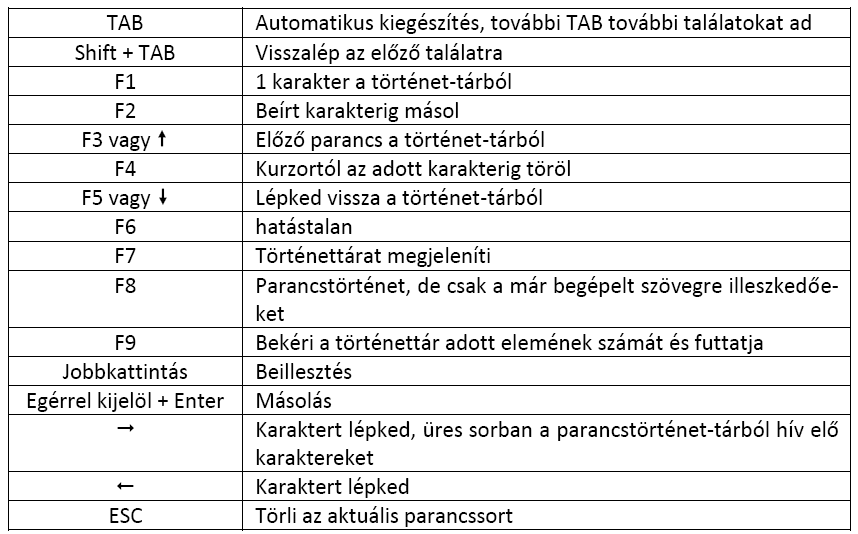 TAB Automatikus kiegészítés, további TAB további találatokat ad
Shift + TAB Visszalép az előző találatra
F1 1 karakter a történet-tárból
F2 Beírt karakterig másol
F3 vagy 🠅 Előző parancs a történet-tárból
F4 Kurzortól az adott karakterig töröl
F5 vagy 🠇 Lépked vissza a történet-tárból
F6 hatástalan
F7 Történettárat megjeleníti
F8 Parancstörténet, de csak a már begépelt szövegre illeszkedőe-
ket
F9 Bekéri a történettár adott elemének számát és futtatja
Jobbkattintás Beillesztés
Egérrel kijelöl + Enter Másolás
→ Karaktert lépked, üres sorban a parancstörténet-tárból hív elő
karaktereket
← Karaktert lépked
ESC Törli az aktuális parancssort